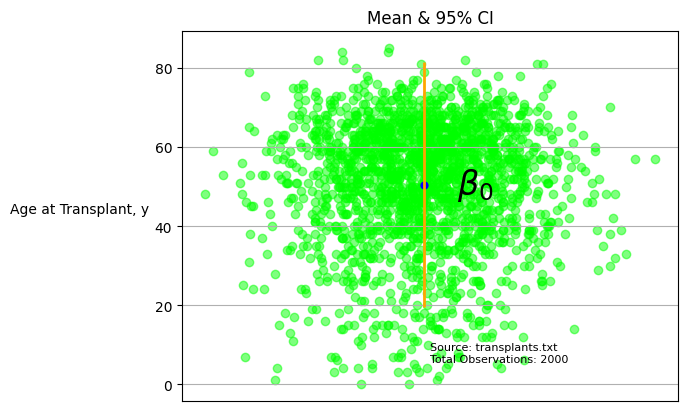 Mean & 95% CI
80
60
β0
Age at Transplant, y
40
20
Source: transplants.txt
Total Observations: 2000
0